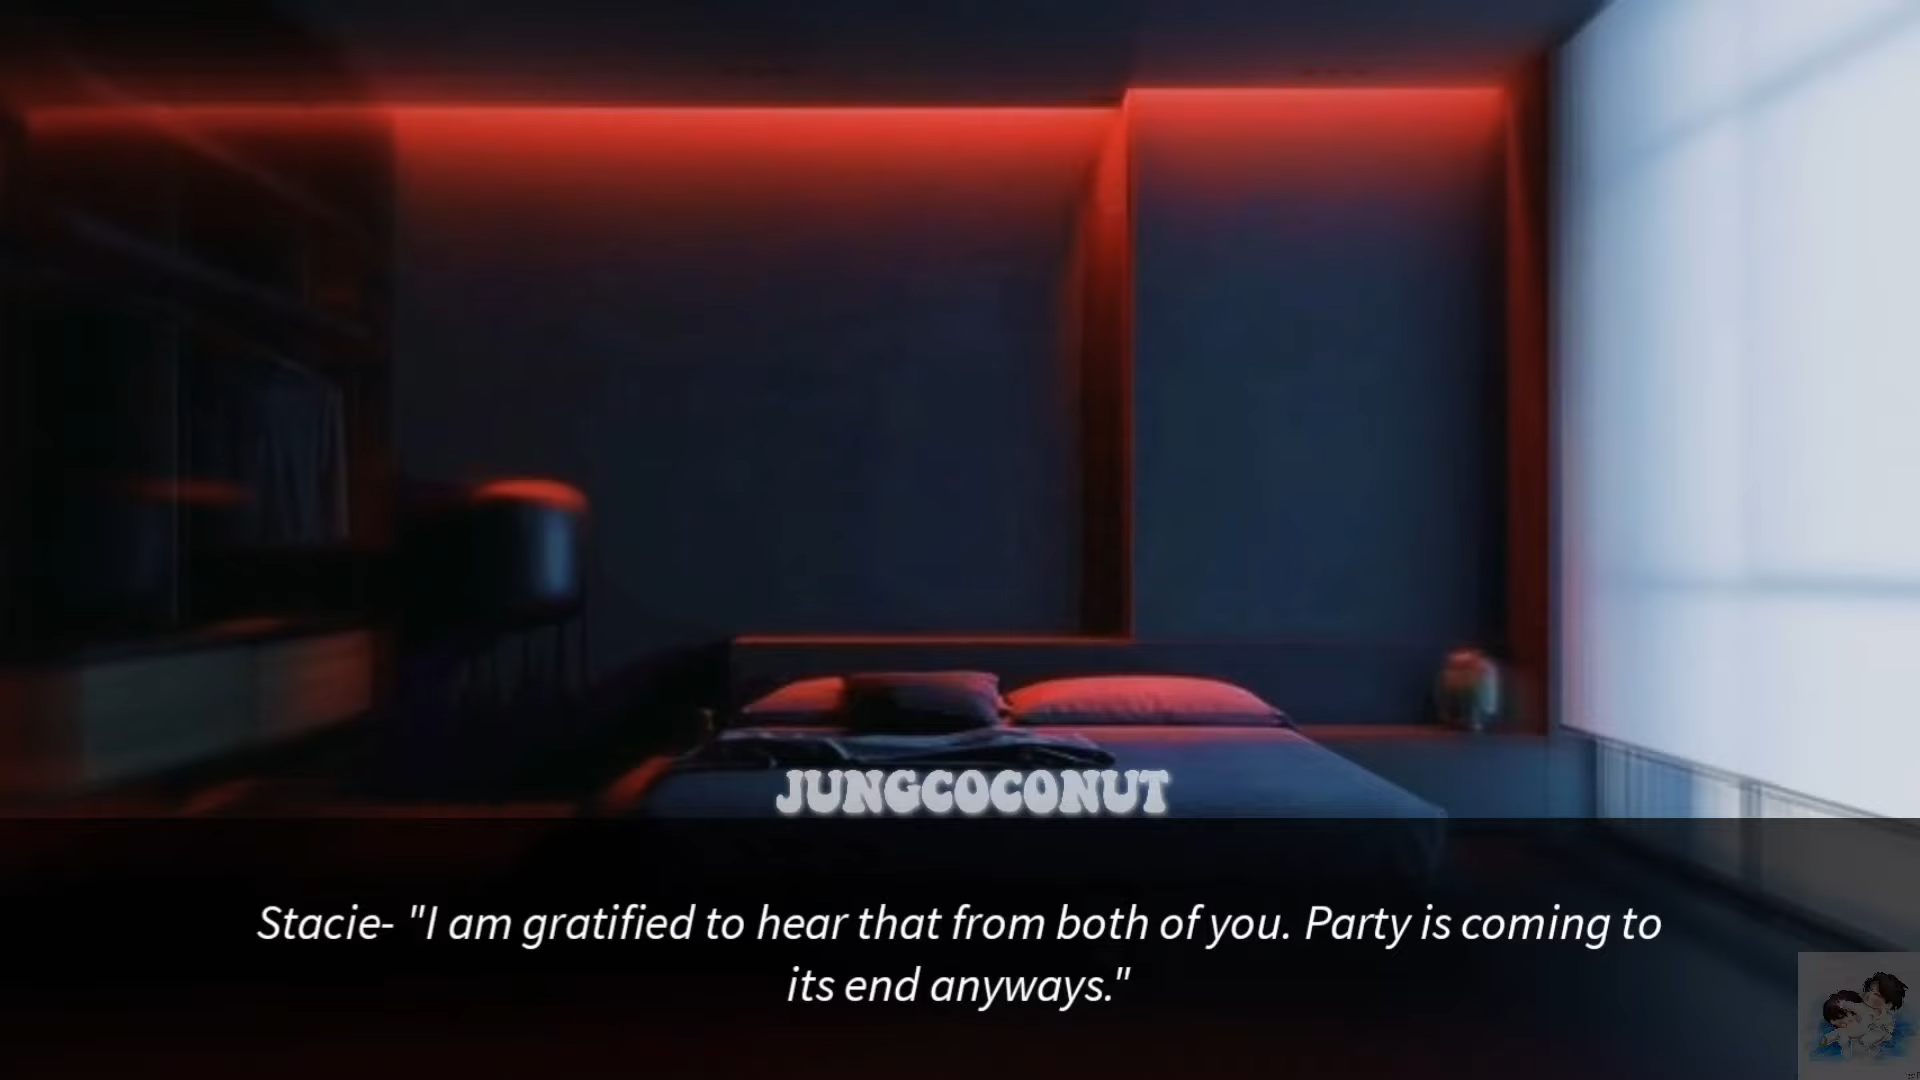 JUNGCOCONUT
Stacie- "I am gratified to hear that from both of you. Party is coming to
its end anyways."